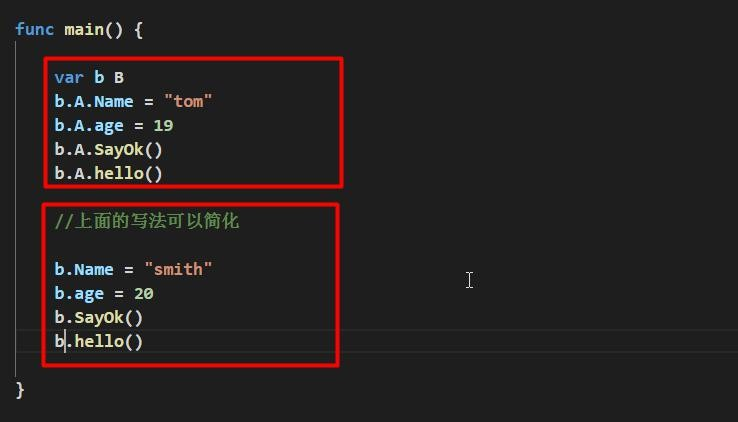 func main() {
var b B
b.A.Name = "tom"
b.A.age = 19
b.A.SayOk()
b.A.hello()
//上面的写法可以简化
b.Name = "smith"
b.age = 20
b.SayOk()
b.hello()
}